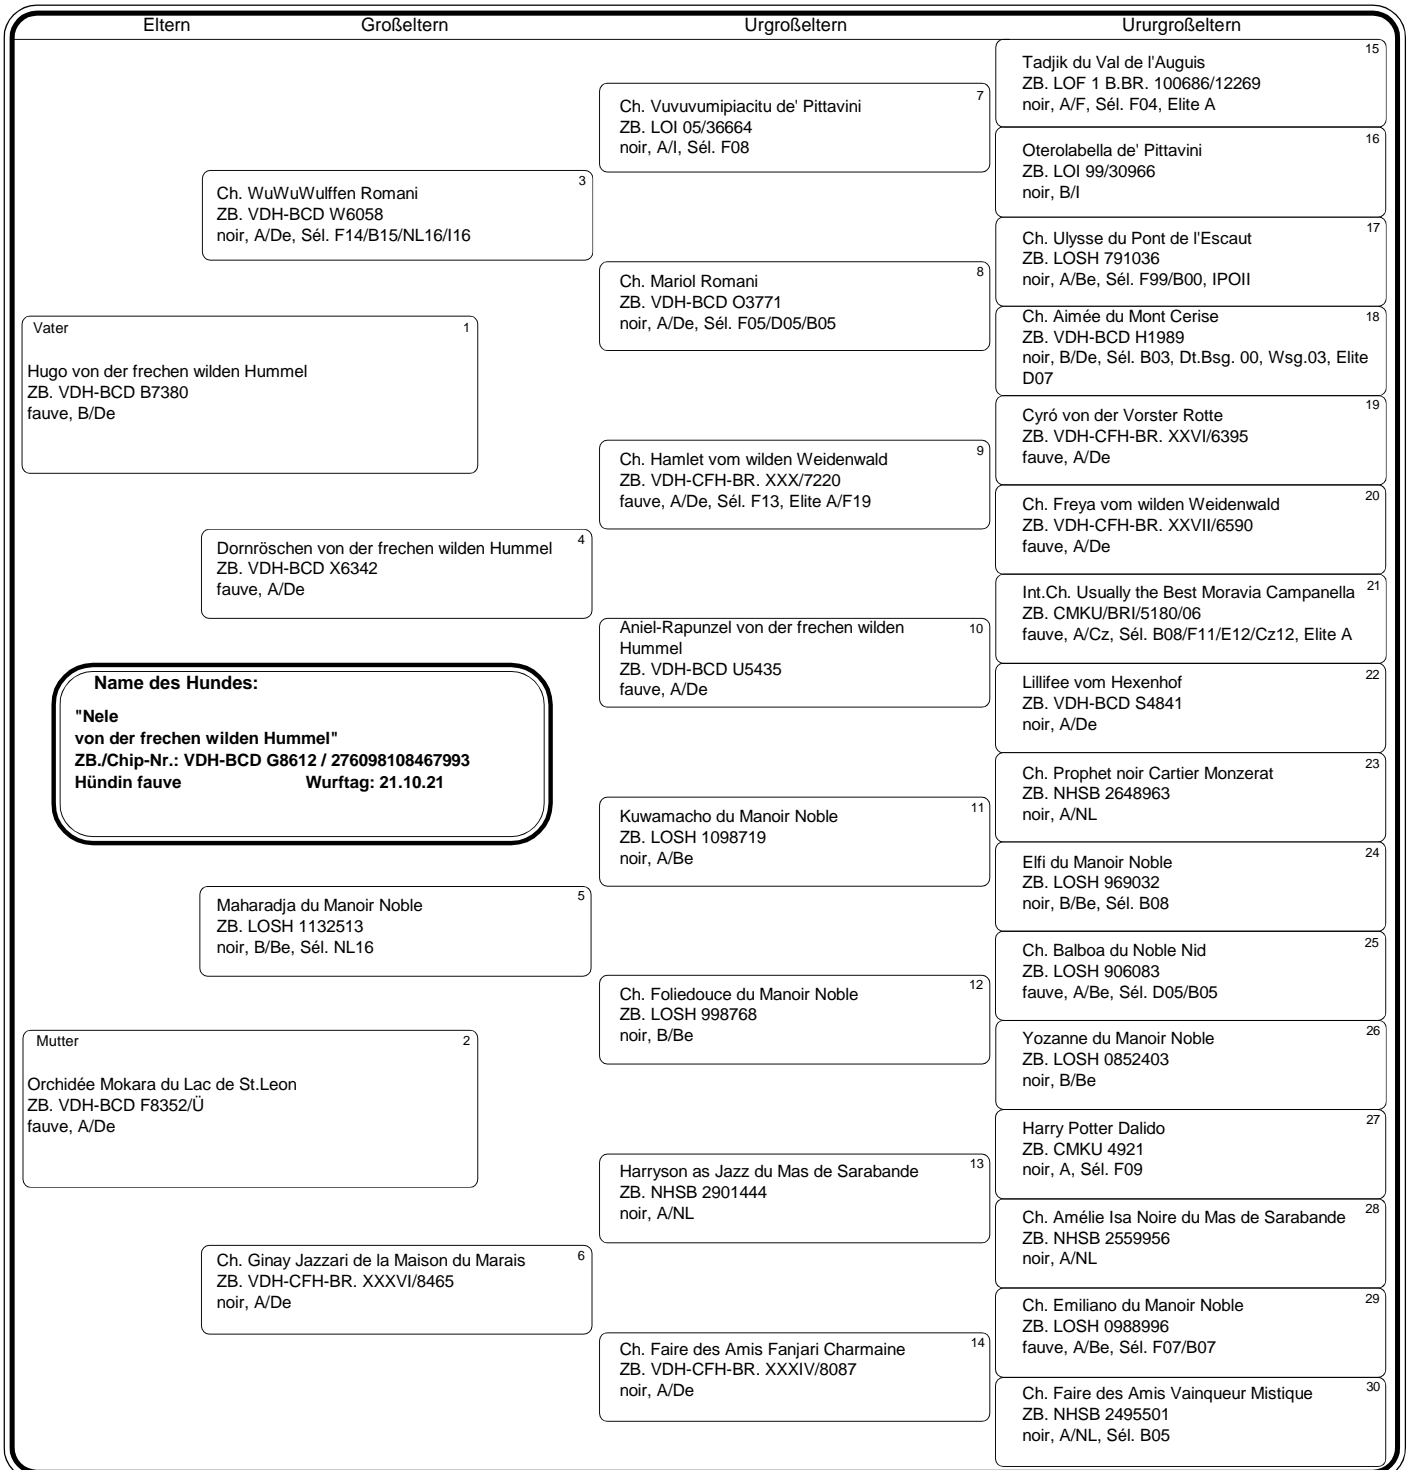 Eltern Großeltern Urgroßeltern Ururgroßeltern
15
Tadjik du Val de l'Auguis
ZB. LOF 1 B.BR. 100686/12269
noir, A/F, Sél. F04, Elite A
7
Ch. Vuvuvumipiacitu de' Pittavini
ZB. LOI 05/36664
noir, A/I, Sél. F08
16
Oterolabella de' Pittavini
ZB. LOI 99/30966
noir, B/I
3
Ch. WuWuWulffen Romani
ZB. VDH-BCD W6058
noir, A/De, Sél. F14/B15/NL16/I16
17
Ch. Ulysse du Pont de l'Escaut
ZB. LOSH 791036
noir, A/Be, Sél. F99/B00, IPOII
8
Ch. Mariol Romani
ZB. VDH-BCD O3771
noir, A/De, Sél. F05/D05/B05
18
Ch. Aimée du Mont Cerise
ZB. VDH-BCD H1989
noir, B/De, Sél. B03, Dt.Bsg. 00, Wsg.03, Elite
D07
Vater 1
Hugo von der frechen wilden Hummel
ZB. VDH-BCD B7380
fauve, B/De
19
Cyró von der Vorster Rotte
ZB. VDH-CFH-BR. XXVI/6395
fauve, A/De
9
Ch. Hamlet vom wilden Weidenwald
ZB. VDH-CFH-BR. XXX/7220
fauve, A/De, Sél. F13, Elite A/F19
20
Ch. Freya vom wilden Weidenwald
ZB. VDH-CFH-BR. XXVII/6590
fauve, A/De
4
Dornröschen von der frechen wilden Hummel
ZB. VDH-BCD X6342
fauve, A/De
21
Int.Ch. Usually the Best Moravia Campanella
ZB. CMKU/BRI/5180/06
fauve, A/Cz, Sél. B08/F11/E12/Cz12, Elite A
10
Aniel-Rapunzel von der frechen wilden
Hummel
ZB. VDH-BCD U5435
fauve, A/De
22
Lillifee vom Hexenhof
ZB. VDH-BCD S4841
noir, A/De
Name des Hundes:
"Nele
von der frechen wilden Hummel"
ZB./Chip-Nr.: VDH-BCD G8612 / 276098108467993
Hündin fauve Wurftag: 21.10.21
23
Ch. Prophet noir Cartier Monzerat
ZB. NHSB 2648963
noir, A/NL
11
Kuwamacho du Manoir Noble
ZB. LOSH 1098719
noir, A/Be
24
Elfi du Manoir Noble
ZB. LOSH 969032
noir, B/Be, Sél. B08
5
Maharadja du Manoir Noble
ZB. LOSH 1132513
noir, B/Be, Sél. NL16
25
Ch. Balboa du Noble Nid
ZB. LOSH 906083
fauve, A/Be, Sél. D05/B05
12
Ch. Foliedouce du Manoir Noble
ZB. LOSH 998768
noir, B/Be
26
Yozanne du Manoir Noble
ZB. LOSH 0852403
noir, B/Be
Mutter 2
Orchidée Mokara du Lac de St.Leon
ZB. VDH-BCD F8352/Ü
fauve, A/De
27
Harry Potter Dalido
ZB. CMKU 4921
noir, A, Sél. F09
13
Harryson as Jazz du Mas de Sarabande
ZB. NHSB 2901444
noir, A/NL
28
Ch. Amélie Isa Noire du Mas de Sarabande
ZB. NHSB 2559956
noir, A/NL
6
Ch. Ginay Jazzari de la Maison du Marais
ZB. VDH-CFH-BR. XXXVI/8465
noir, A/De
29
Ch. Emiliano du Manoir Noble
ZB. LOSH 0988996
fauve, A/Be, Sél. F07/B07
14
Ch. Faire des Amis Fanjari Charmaine
ZB. VDH-CFH-BR. XXXIV/8087
noir, A/De
30
Ch. Faire des Amis Vainqueur Mistique
ZB. NHSB 2495501
noir, A/NL, Sél. B05